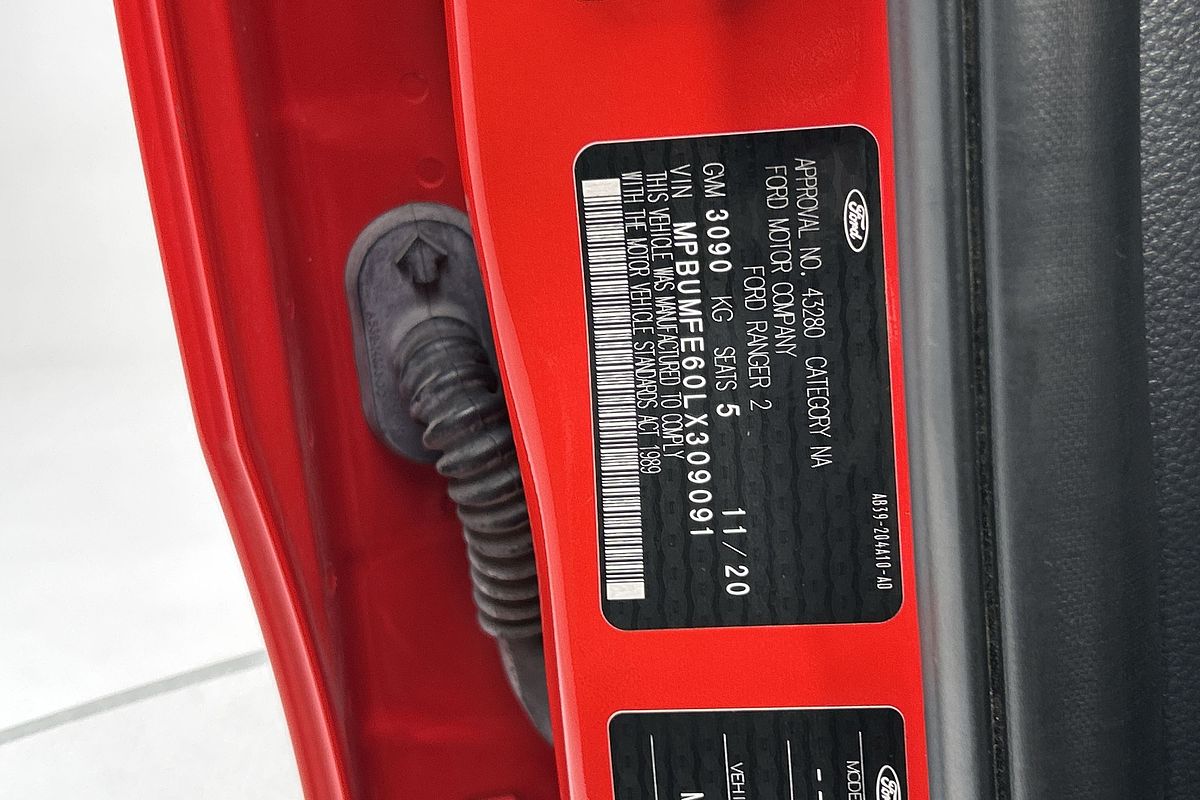 Ford
AB39-204A10-AD
APPROVAL NO. 43280 CATEGORY NA
FORD MOTOR COMPANY
FORD RANGER 2
GVM 3090 KG SEATS 5 11/20
VIN MPBUMFE60LX309091
THIS VEHICLE WAS MANUFACTURED TO COMPLY
WITH THE MOTOR VEHICLE STANDARDS ACT 1989
Ford